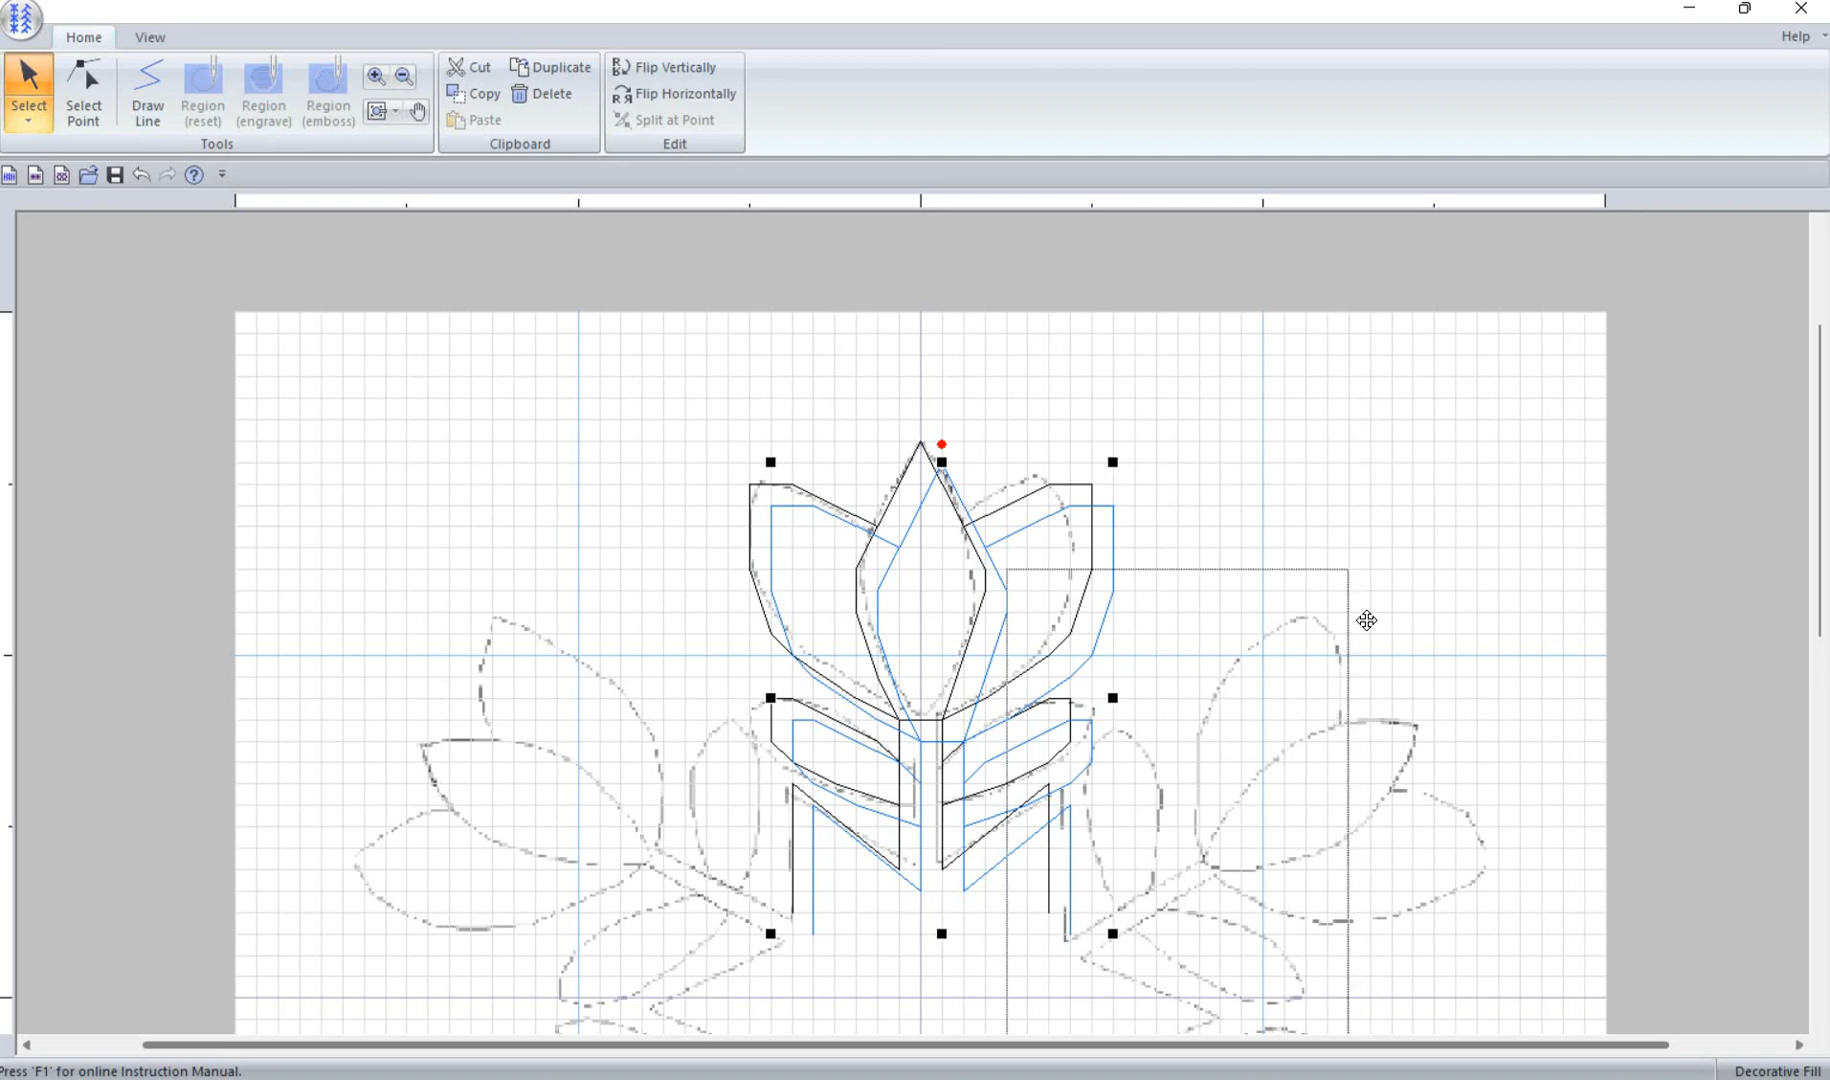 Home View Help
Select
Select Point
Draw Line
Region (reset)
Region (engrave)
Region (emboss)
Tools
Cut
Duplicate
Copy
Delete
Paste
Clipboard
Flip Vertically
Flip Horizontally
Split at Point
Edit
Press 'F1' for online Instruction Manual.
Decorative Fill